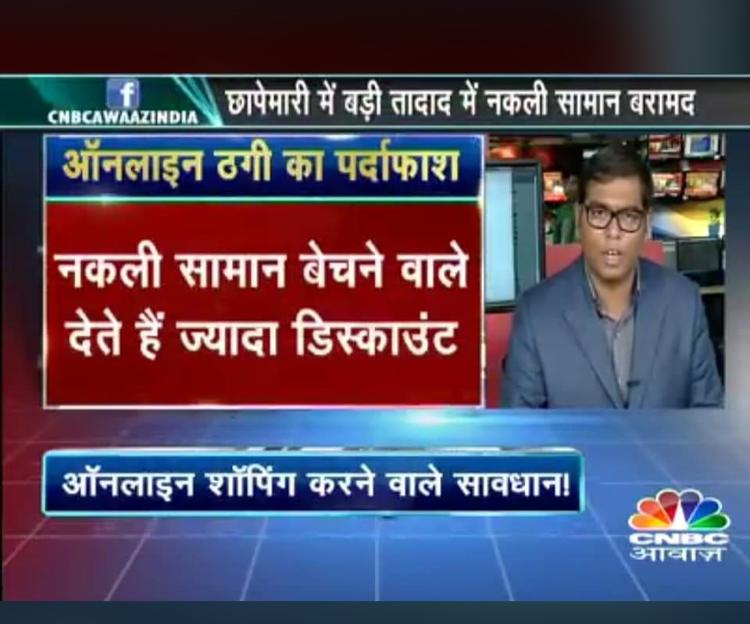 f
CNBCAWAAZINDIA
छापेमारी में बड़ी तादाद में नकली सामान बरामद
ऑनलाइन ठगी का पर्दाफाश
नकली सामान बेचने वाले
देते हैं ज्यादा डिस्काउंट
ऑनलाइन शॉपिंग करने वाले सावधान!
CNBC
आवाज़